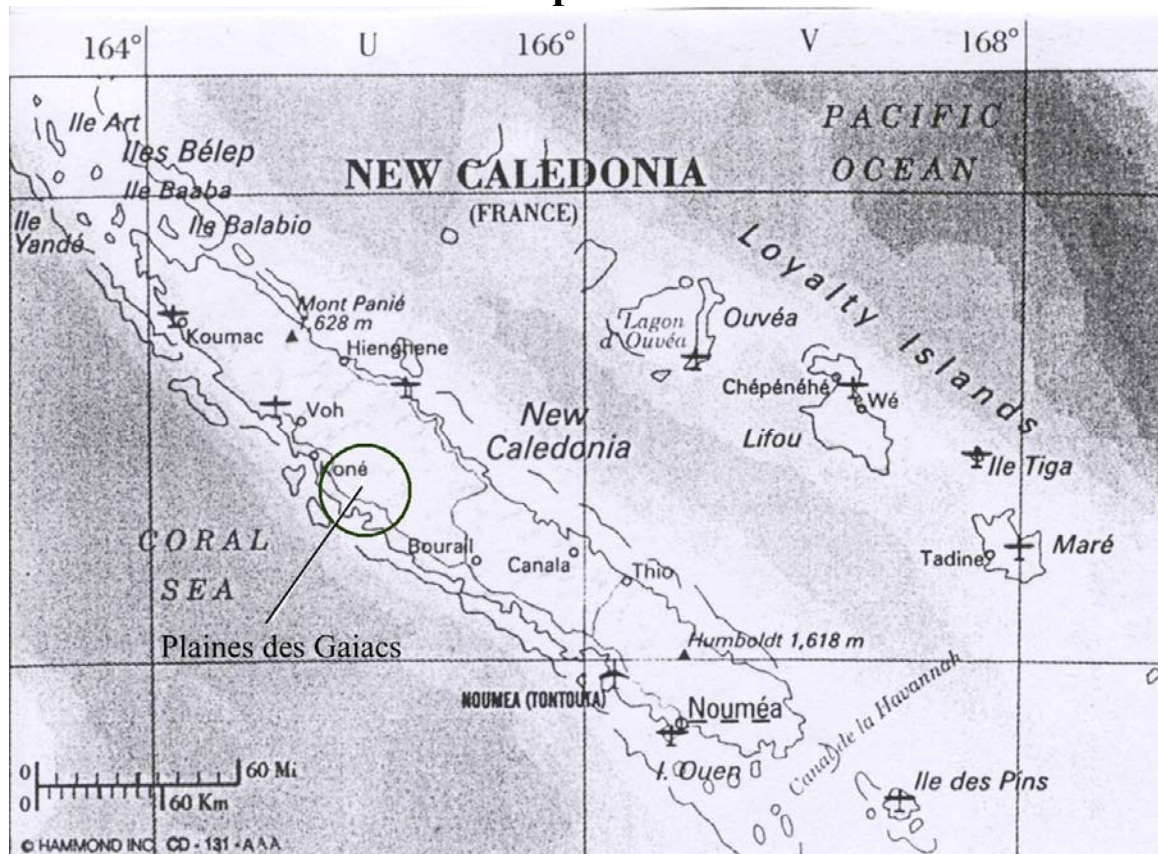 164° U 166° V 168°
Ile Art
Iles Bélep
Ile Baaba
Ile Balabio
Ile
Yandé
NEW CALEDONIA
(FRANCE)
PACIFIC
OCEAN
Loyalty Islands
Mont Panié
1,628 m
Koumac
Hienghene
Voh
Koné
New
Caledonia
Lagon
d'Ouvéa
Ouvéa
Chépénéhé
Wé
Lifou
Ile Tiga
CORAL
SEA
Bourail
Canala
Thio
Tadine
Maré
Plaines des Gaiacs
Humboldt 1,618 m
NOUMEA (TONTOUTA)
Nouméa
I. Ouen
Canal de la Havannah
Ile des Pins
0 60 Mi
0 60 Km
© HAMMOND INC. CD - 131 - AAA